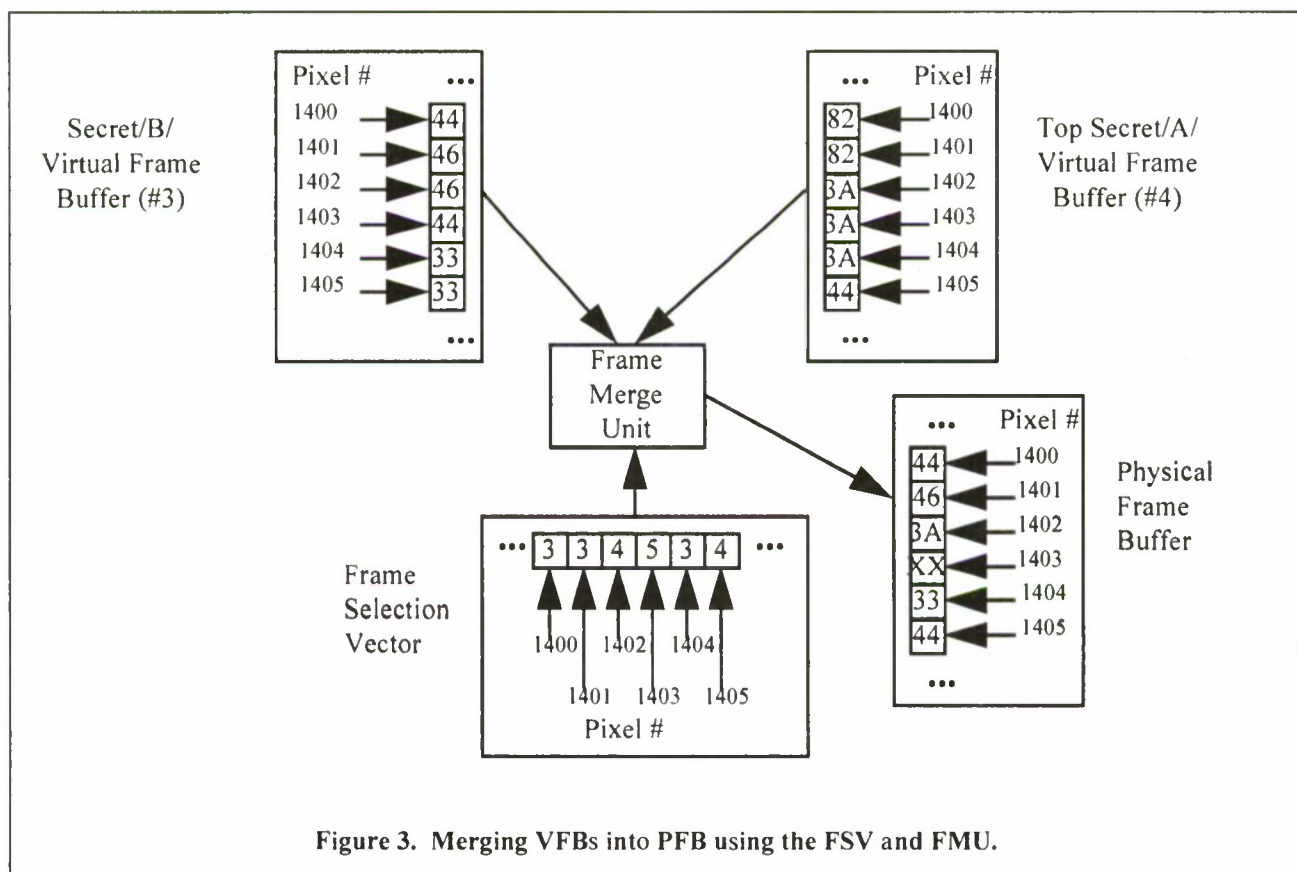 Secret/B/
Virtual Frame
Buffer (#3)
Pixel #
...
1400
44
1401
46
1402
46
1403
44
1404
33
1405
33
...
...
Pixel #
82
1400
82
1401
3A
1402
3A
1403
3A
1404
44
1405
...
Top Secret/A/
Virtual Frame
Buffer (#4)
Frame
Merge
Unit
... Pixel #
44
1400
46
1401
3A
1402
XX
1403
33
1404
44
1405
...
Physical
Frame
Buffer
Frame
Selection
Vector
... 3 3 4 5 3 4 ...
1400 1402 1404
1401 1403 1405
Pixel #
Figure 3. Merging VFBs into PFB using the FSV and FMU.